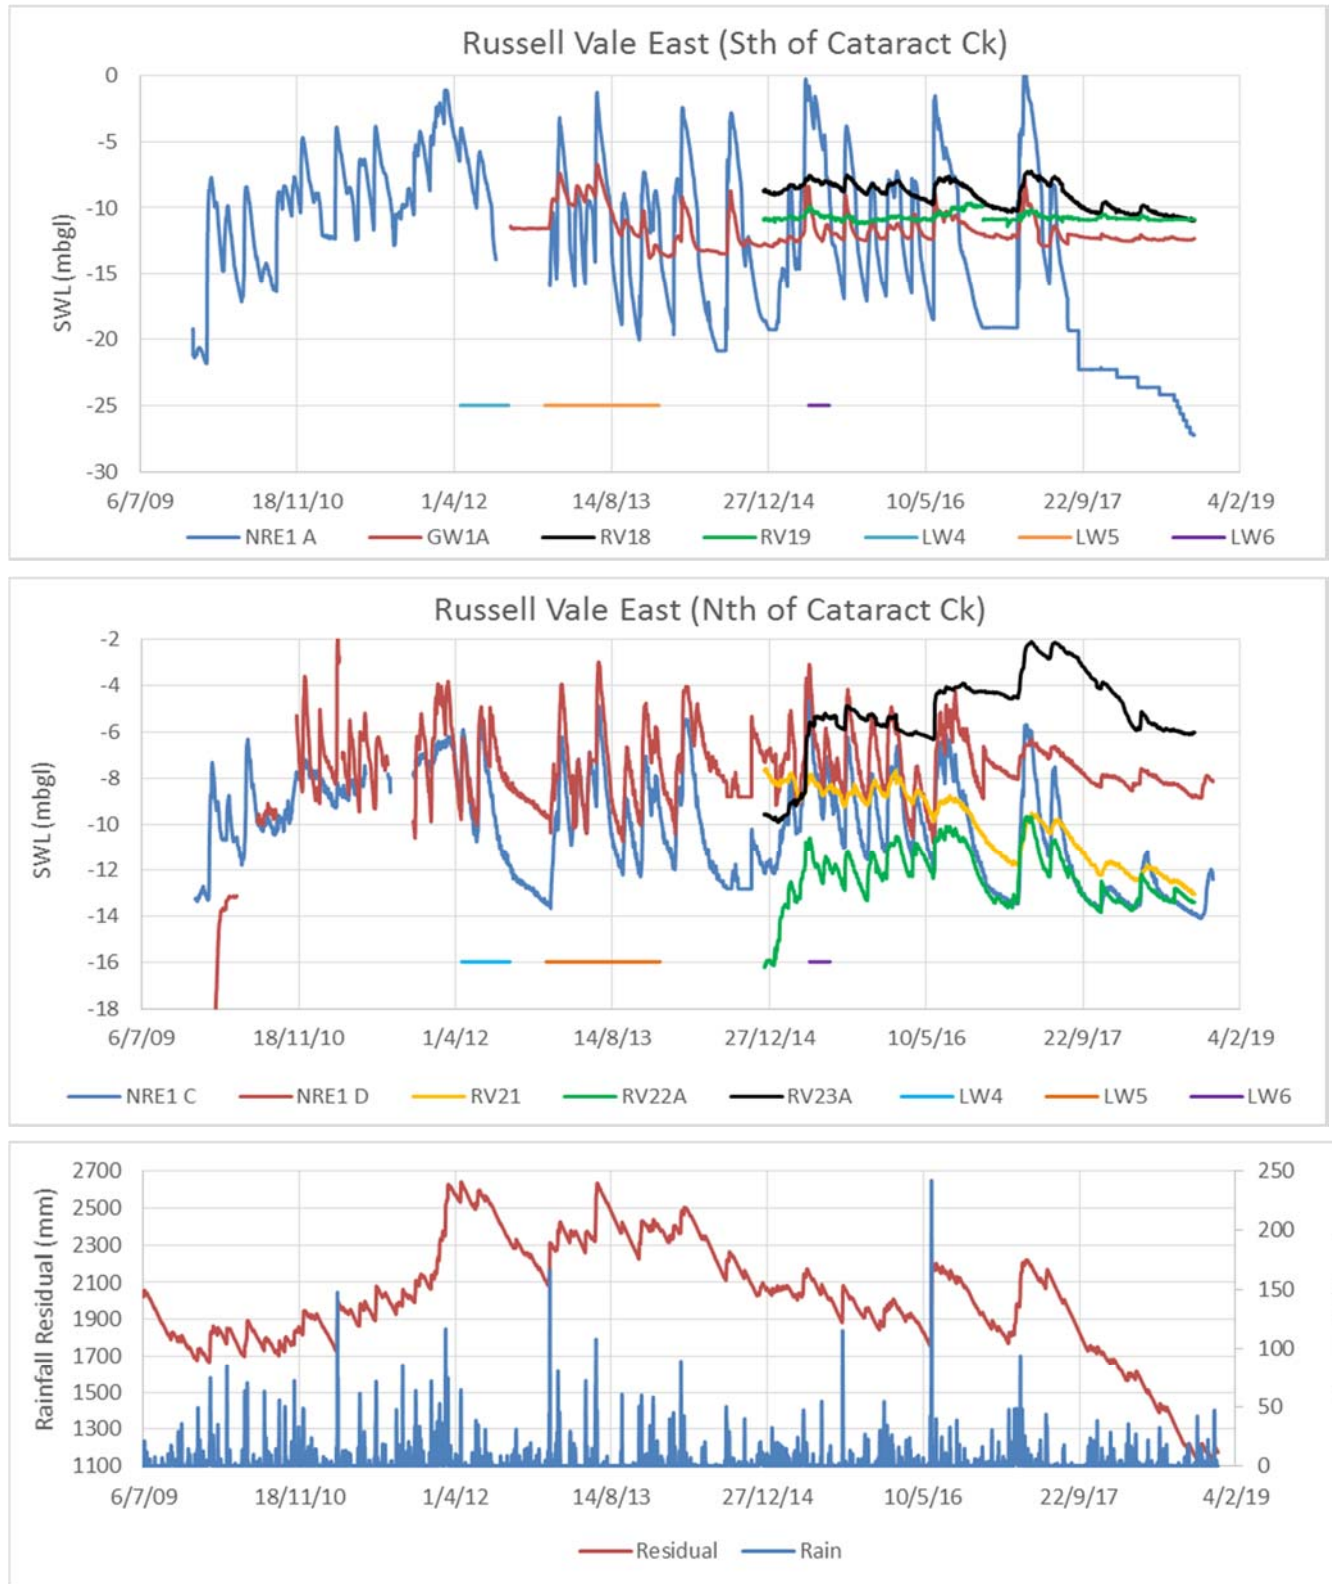 Russell Vale East (Sth of Cataract Ck)
SWL (mbgl)
0
-5
-10
-15
-20
-25
-30
6/7/09 18/11/10 1/4/12 14/8/13 27/12/14 10/5/16 22/9/17 4/2/19
NRE1 A GW1A RV18 RV19 LW4 LW5 LW6
Russell Vale East (Nth of Cataract Ck)
SWL (mbgl)
-2
-4
-6
-8
-10
-12
-14
-16
-18
6/7/09 18/11/10 1/4/12 14/8/13 27/12/14 10/5/16 22/9/17 4/2/19
NRE1 C NRE1 D RV21 RV22A RV23A LW4 LW5 LW6
Rainfall Residual (mm)
2700 250
2500
2300 200
2100
1900 150
1700 100
1500
1300 50
1100 0
6/7/09 18/11/10 1/4/12 14/8/13 27/12/14 10/5/16 22/9/17 4/2/19
Residual Rain